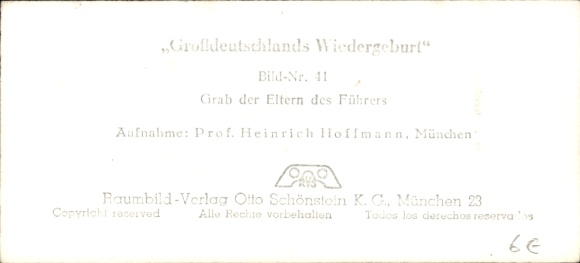 „Großdeutschlands Wiedergeburt“
Bild-Nr. 41
Grab der Eltern des Führers
Aufnahme: Prof. Heinrich Hoffmann, München
Raumbild-Verlag Otto Schönstein K. G., München 23
Copyright reserved Alle Rechte vorbehalten Todos los derechos reservados
6€